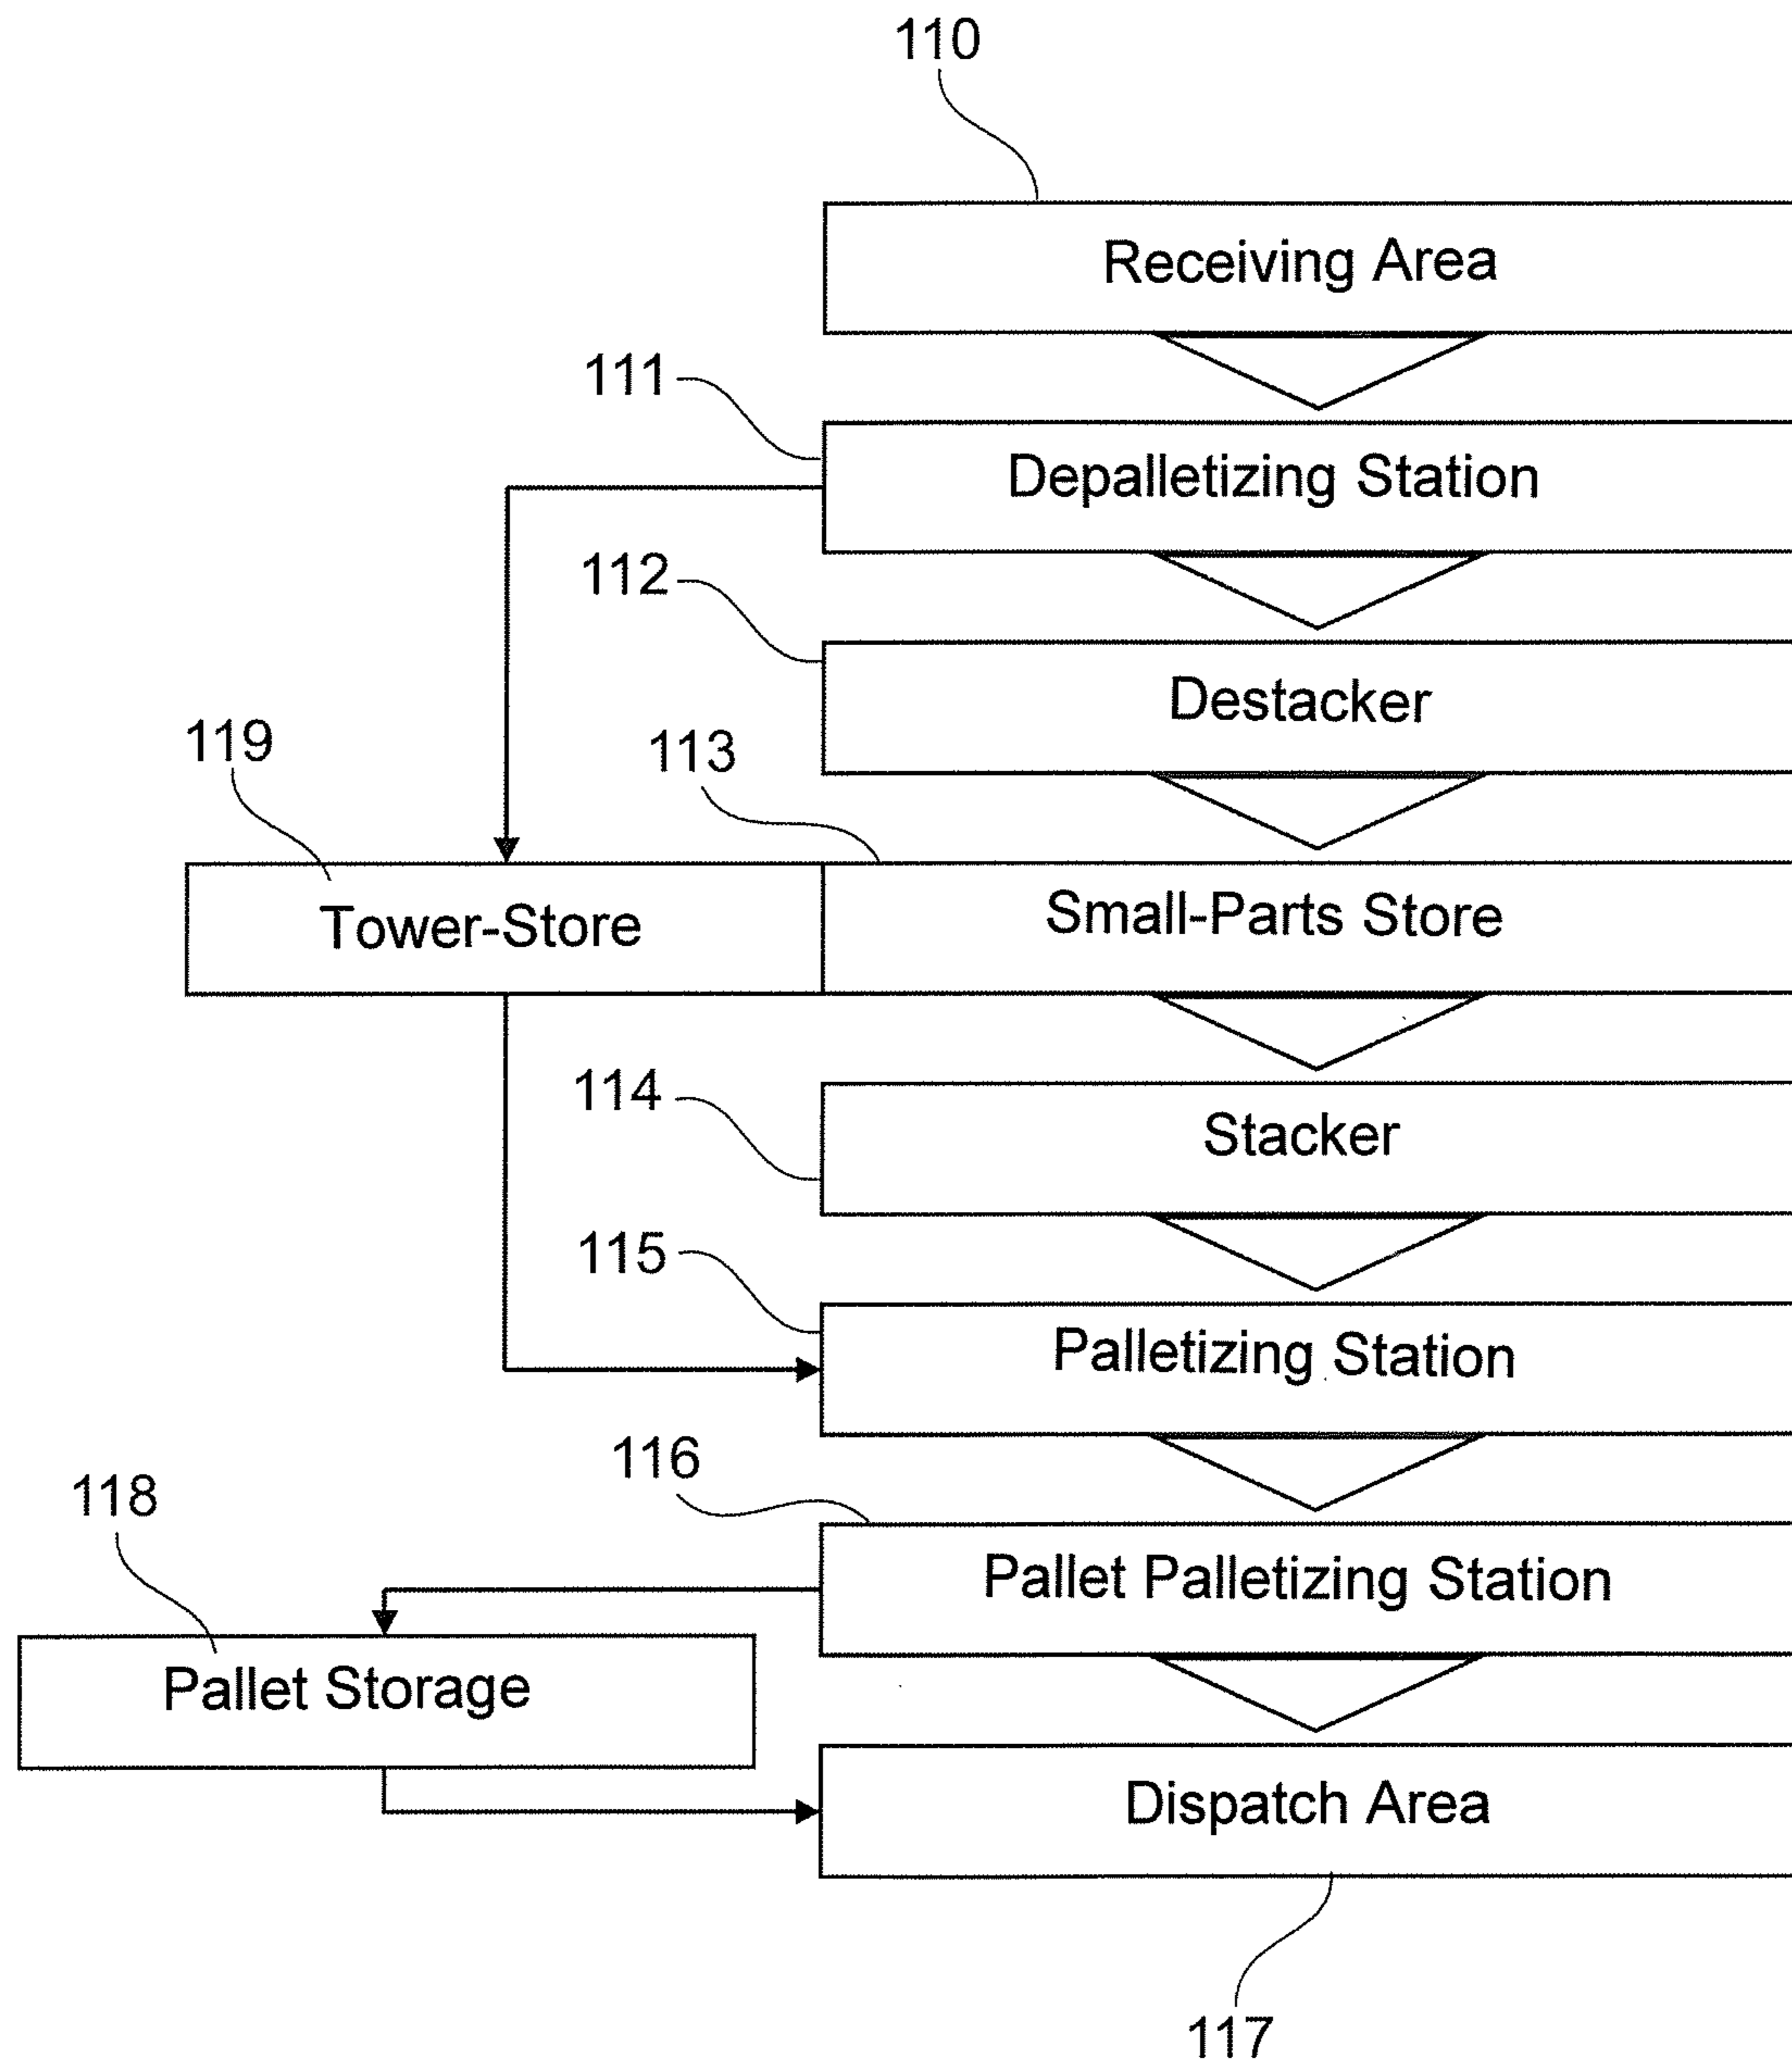 110
Receiving Area
111
Depalletizing Station
112
Destacker
119
113
Tower-Store
Small-Parts Store
114
Stacker
115
Palletizing Station
116
118
Pallet Palletizing Station
Pallet Storage
Dispatch Area
117